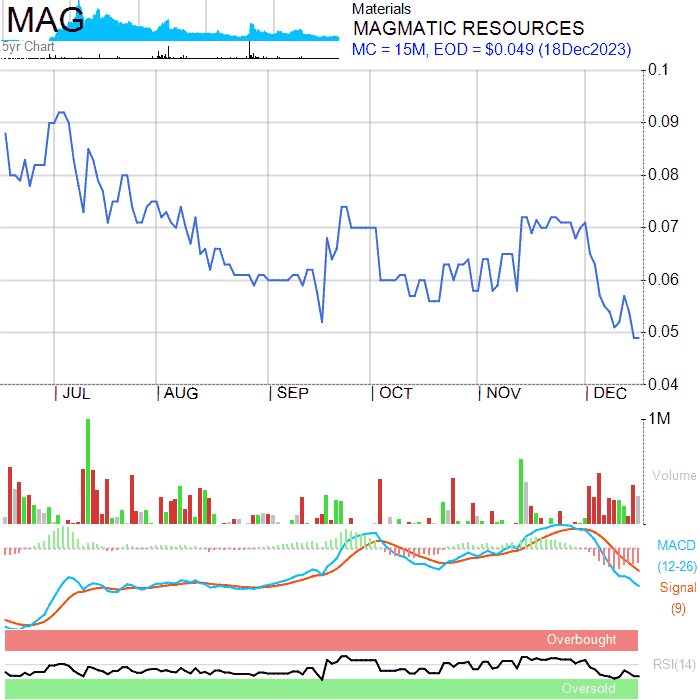 MAG
5yr Chart
Materials
MAGMATIC RESOURCES
MC = 15M, EOD = $0.049 (18Dec2023)
0.1
0.09
0.08
0.07
0.06
0.05
0.04
JUL AUG SEP OCT NOV DEC
1M
Volume
MACD
(12-26)
Signal
(9)
Overbought
RSI(14)
Oversold